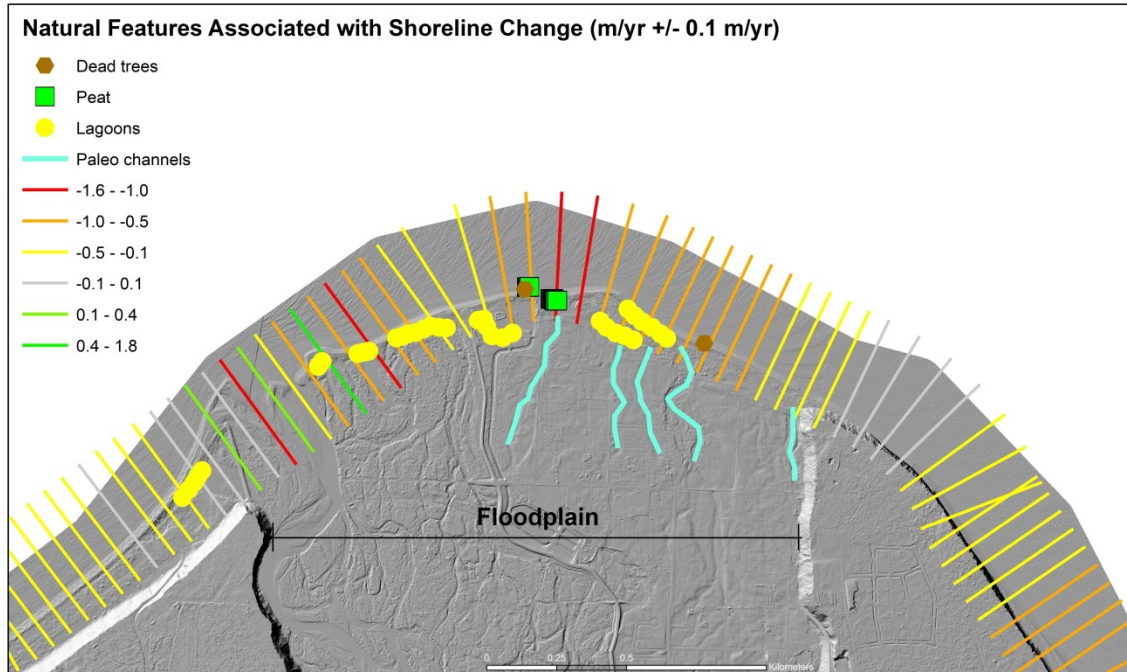 Natural Features Associated with Shoreline Change (m/yr +/- 0.1 m/yr)
Dead trees
Peat
Lagoons
Paleo channels
-1.6 - -1.0
-1.0 - -0.5
-0.5 - -0.1
-0.1 - 0.1
0.1 - 0.4
0.4 - 1.8
Floodplain
0 0.25 0.5 1
Kilometers